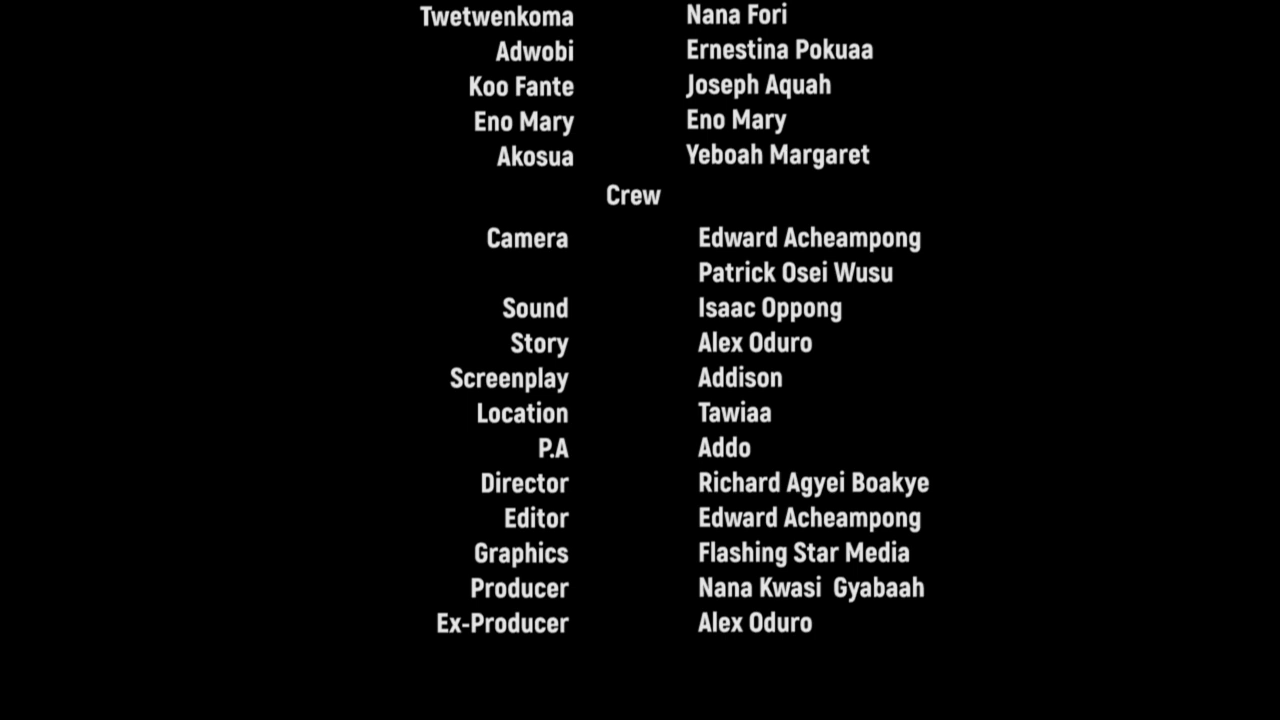 Twetwenkoma Nana Fori
Adwobi Ernestina Pokuaa
Koo Fante Joseph Aquah
Eno Mary Eno Mary
Akosua Yeboah Margaret
Crew
Camera Edward Acheampong
Patrick Osei Wusu
Sound Isaac Oppong
Story Alex Oduro
Screenplay Addison
Location Tawiaa
P.A Addo
Director Richard Agyei Boakye
Editor Edward Acheampong
Graphics Flashing Star Media
Producer Nana Kwasi  Gyabaah
Ex-Producer Alex Oduro